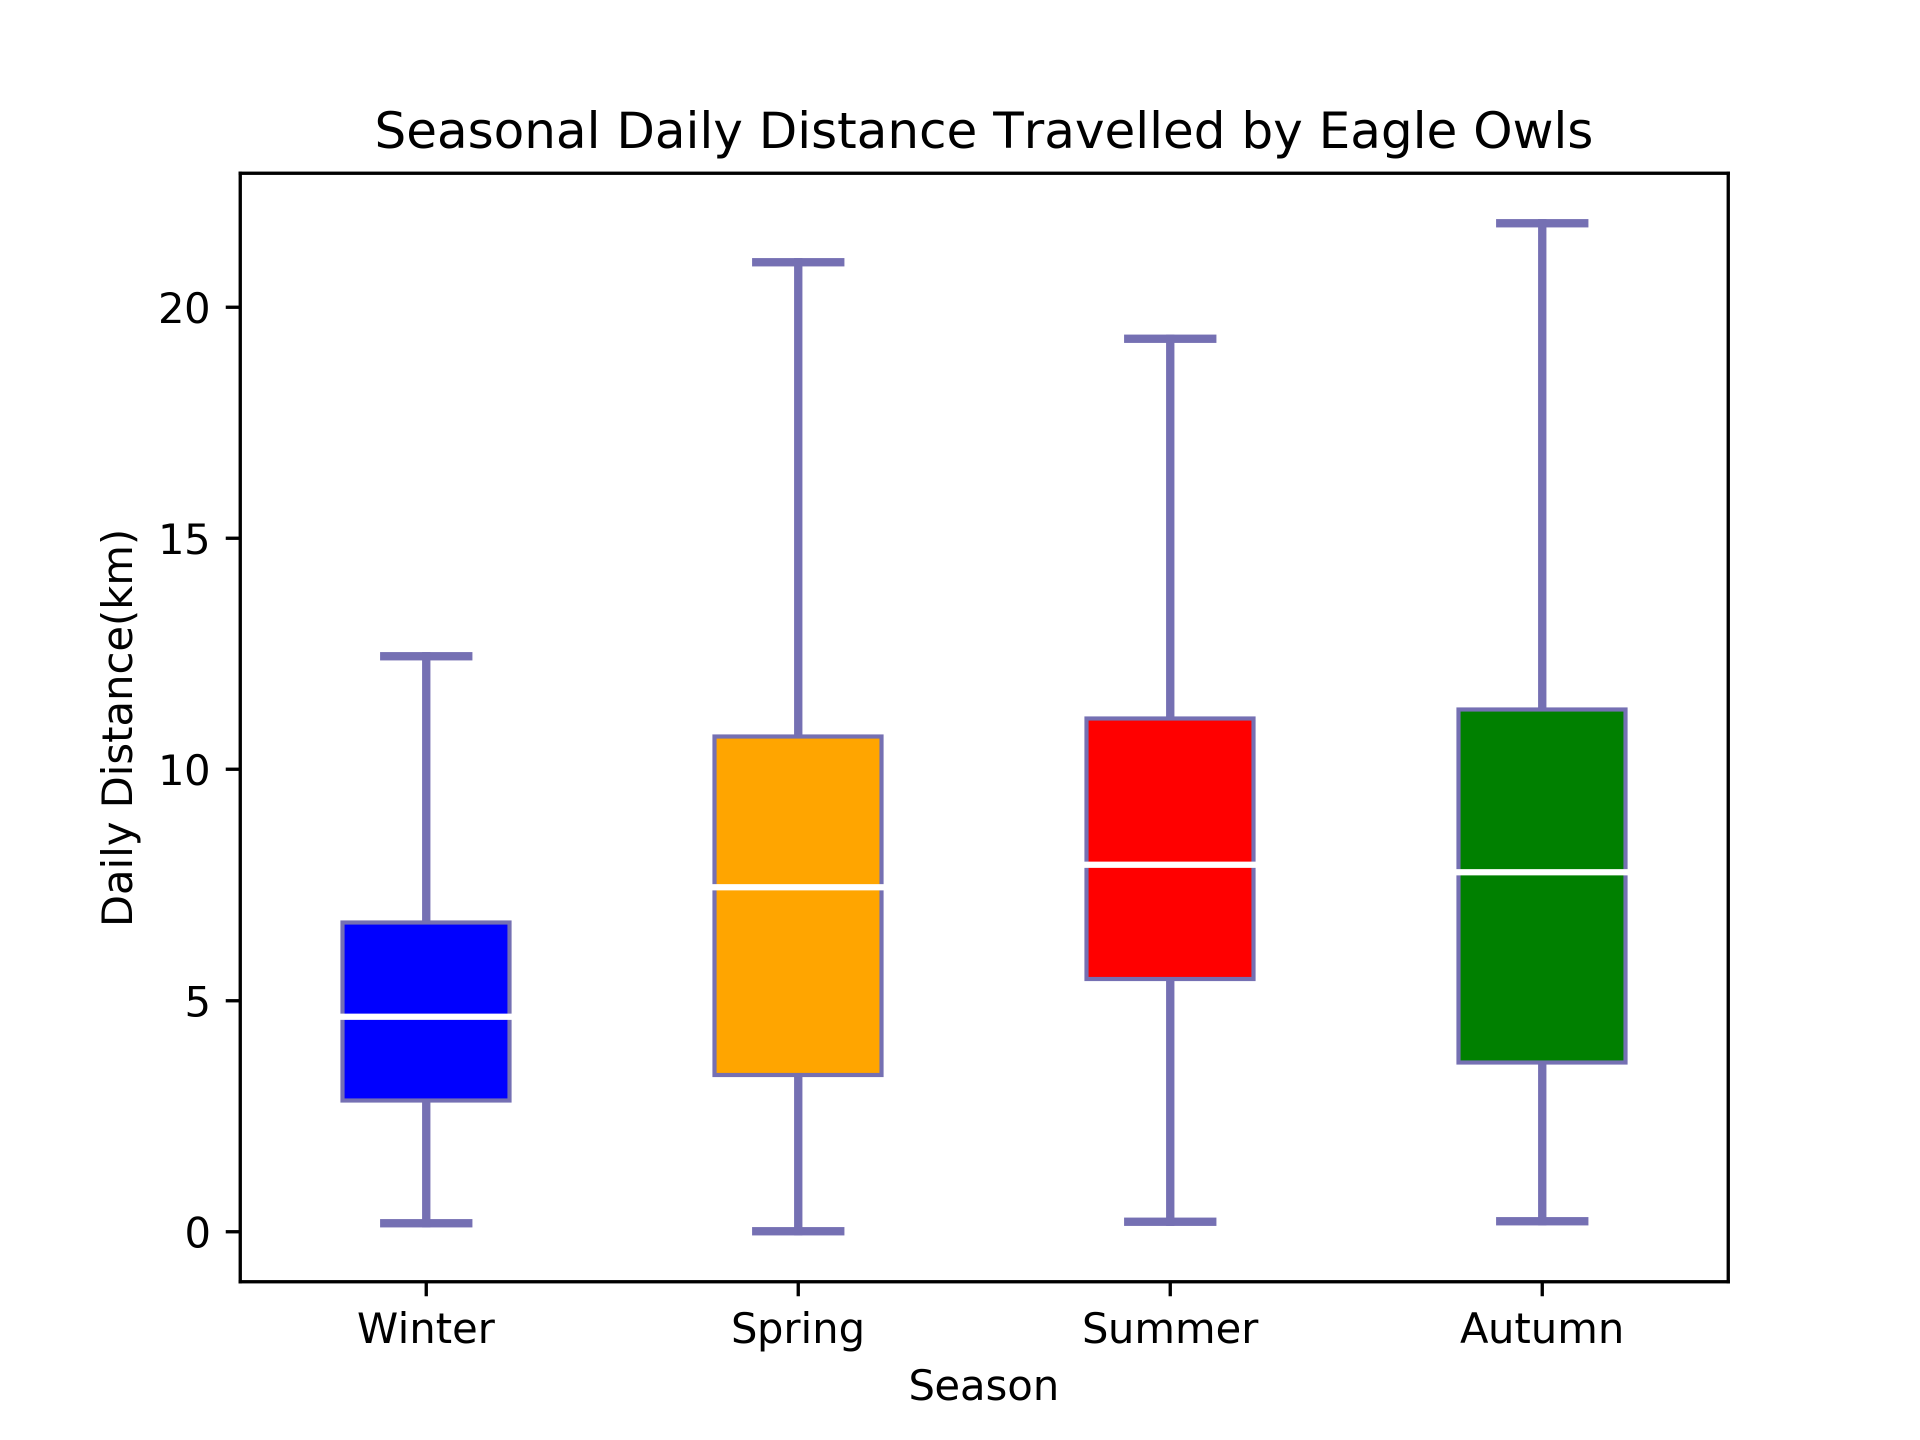 Seasonal Daily Distance Travelled by Eagle Owls
Daily Distance(km)
20
15
10
5
0
Winter Spring Summer Autumn
Season